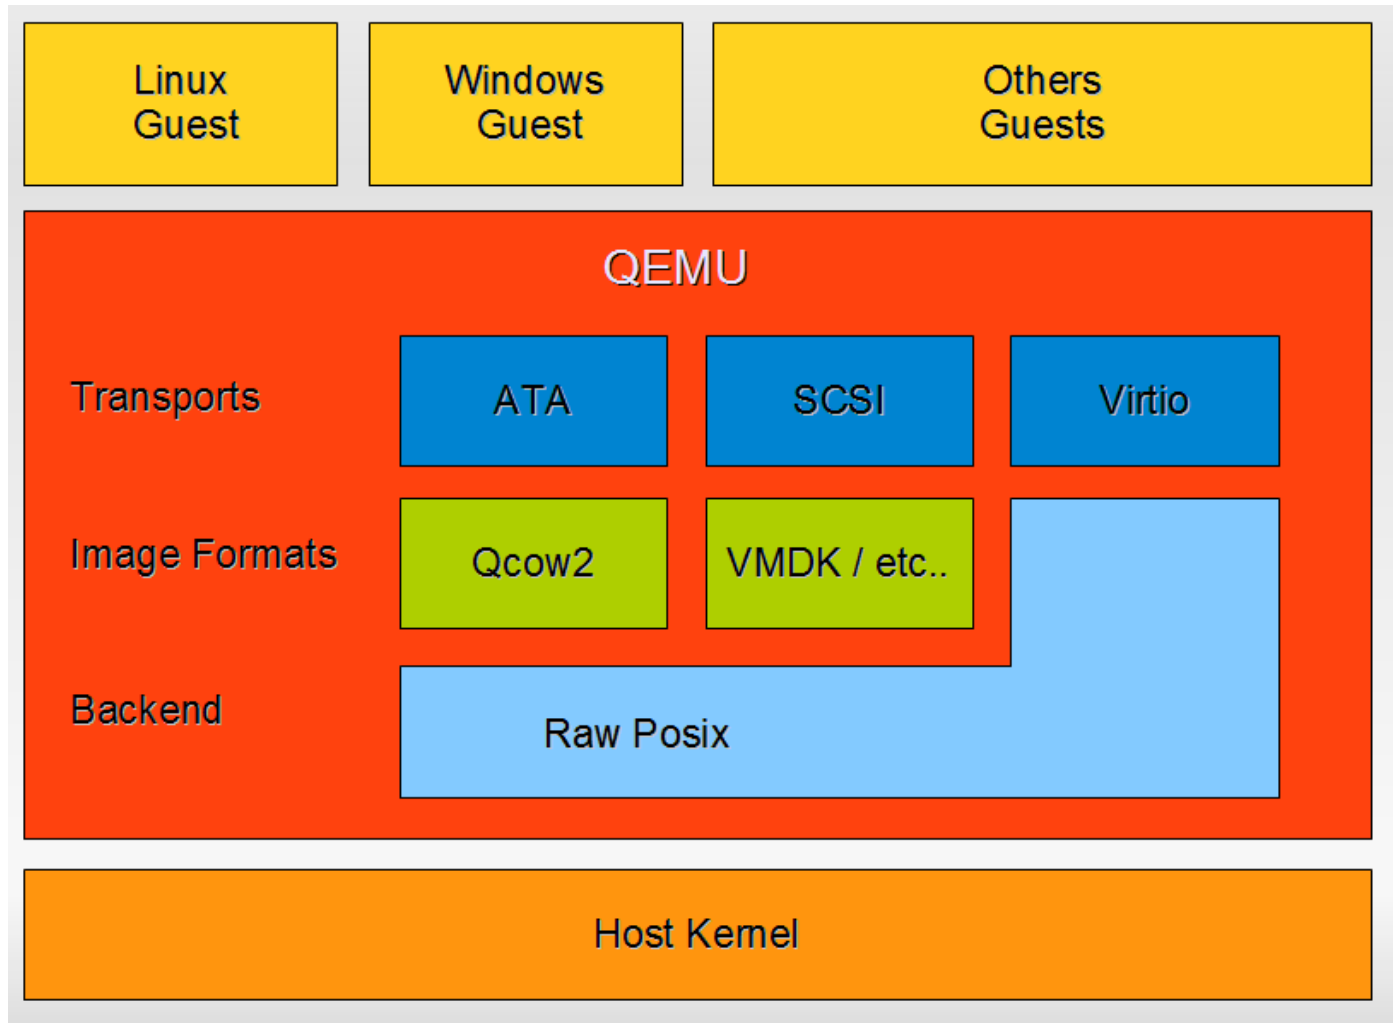 Linux
Guest
Windows
Guest
Others
Guests
QEMU
Transports
ATA
SCSI
Virtio
Image Formats
Qcow2
VMDK / etc..
Backend
Raw Posix
Host Kernel